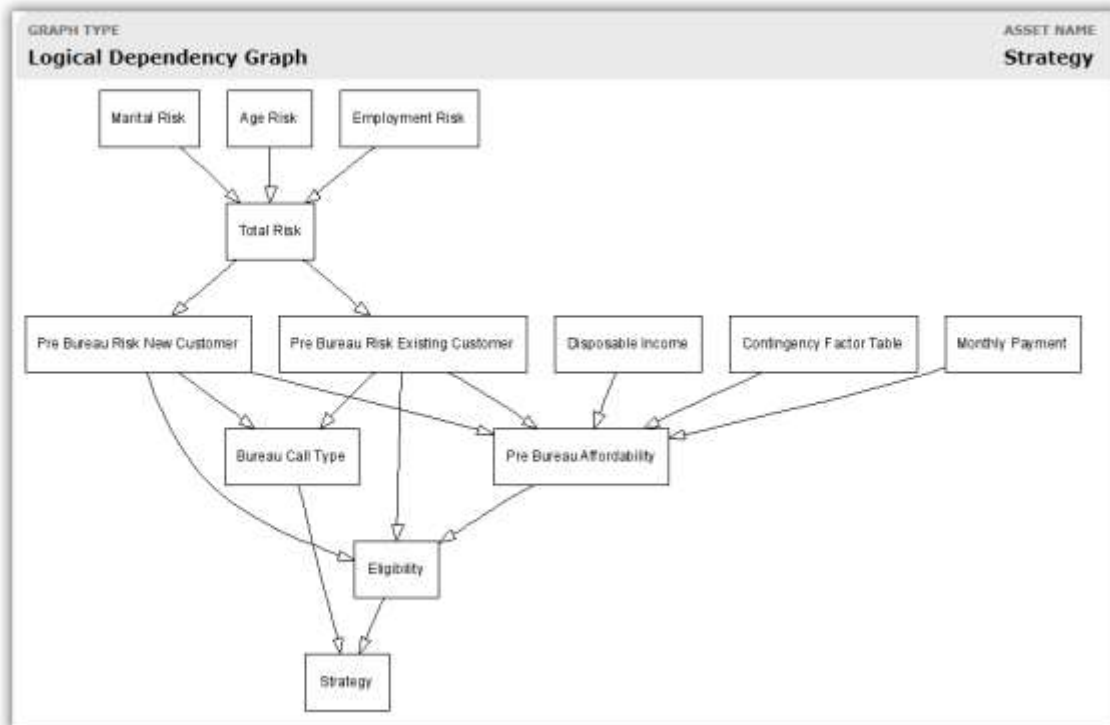 GRAPH TYPE
ASSET NAME
Logical Dependency Graph
Strategy
Marital Risk
Age Risk
Employment Risk
Total Risk
Pre Bureau Risk New Customer
Pre Bureau Risk Existing Customer
Disposable Income
Contingency Factor Table
Monthly Payment
Bureau Call Type
Pre Bureau Affordability
Eligibility
Strategy